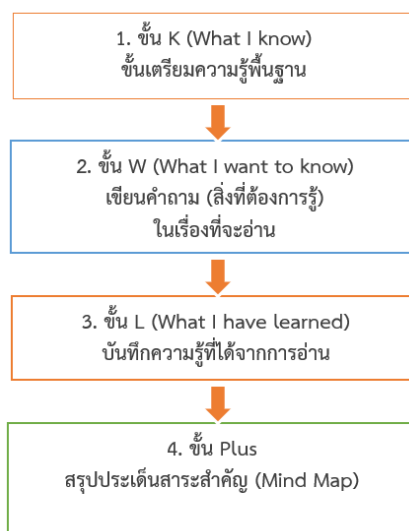 1. ขั้น K (What I know)
ขั้นเตรียมความรู้พื้นฐาน
2. ขั้น W (What I want to know)
เขียนคำถาม (สิ่งที่ต้องการรู้)
ในเรื่องที่จะอ่าน
3. ขั้น L (What I have learned)
บันทึกความรู้ที่ได้จากการอ่าน
4. ขั้น Plus
สรุปประเด็นสาระสำคัญ (Mind Map)